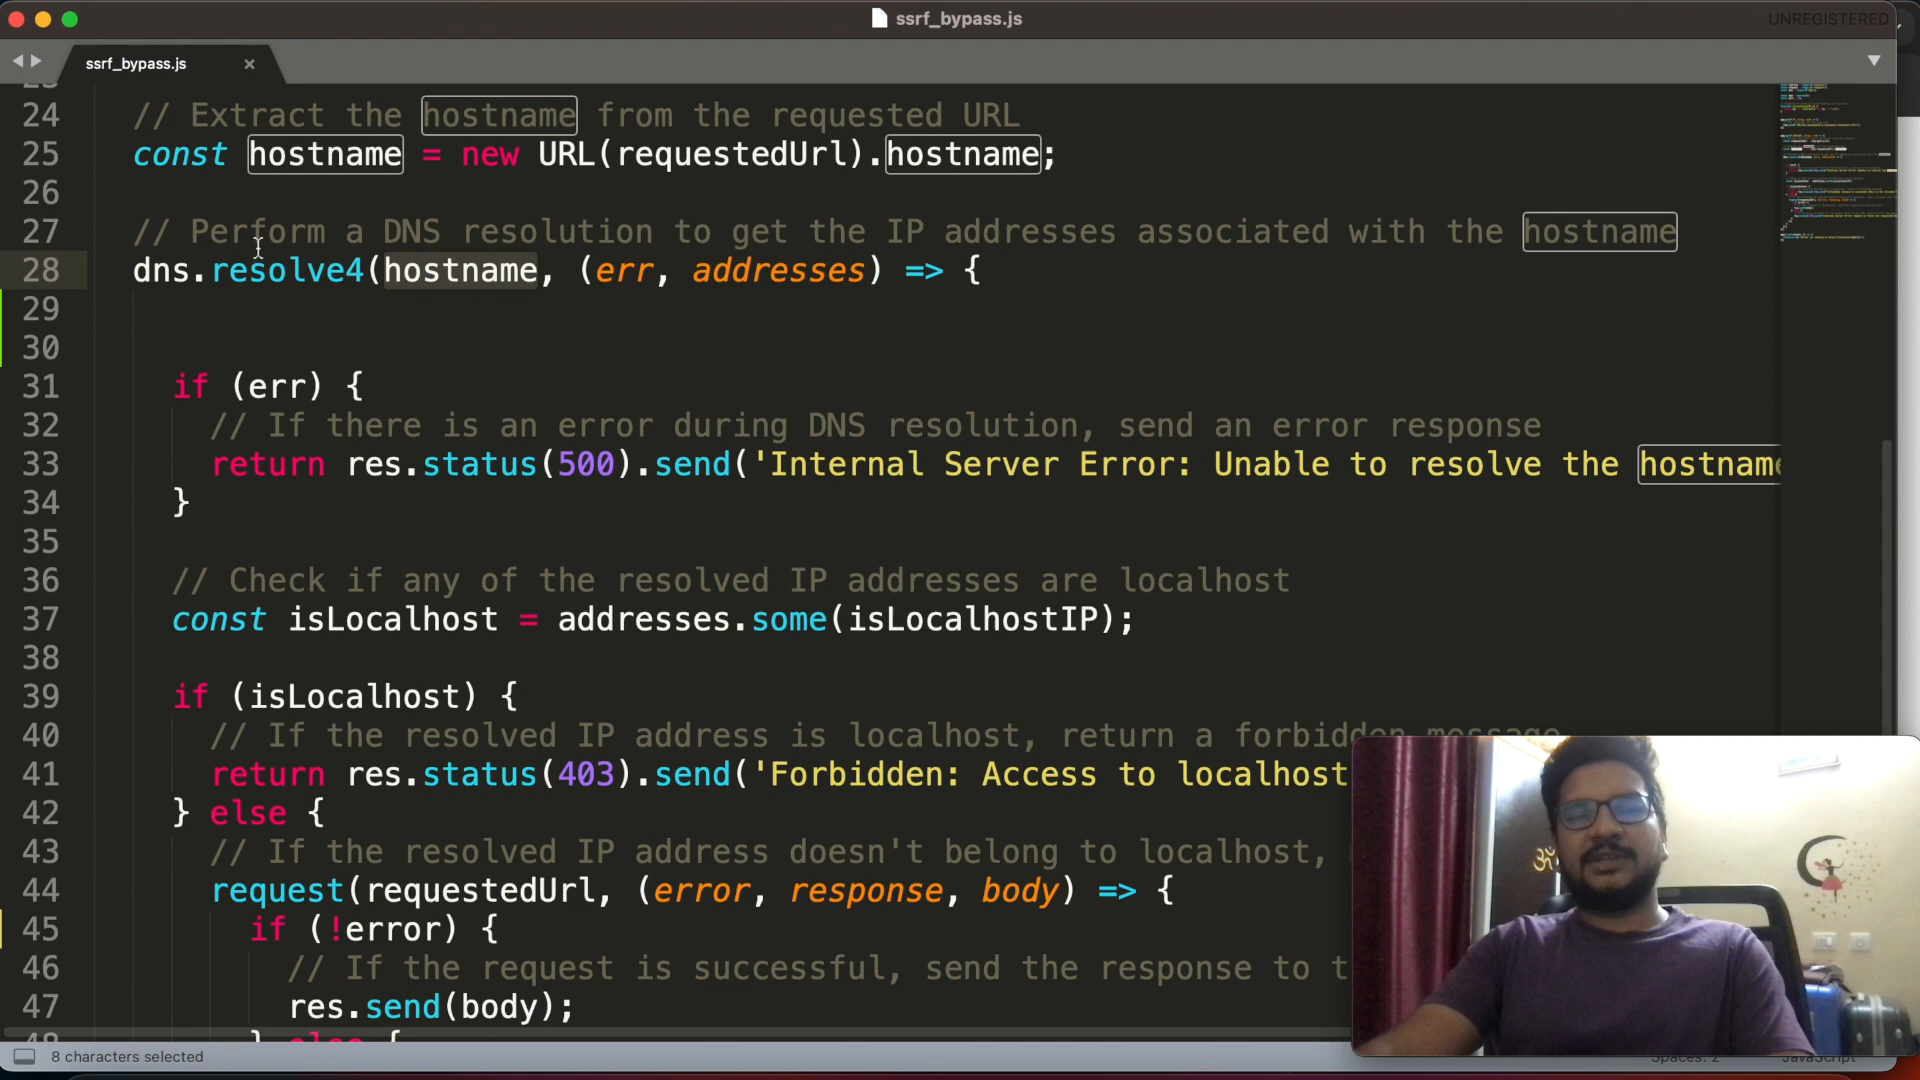 ssrf_bypass.js
UNREGISTERED
ssrf_bypass.js ×
24 // Extract the hostname from the requested URL
25 const hostname = new URL(requestedUrl).hostname;
26
27 // Perform a DNS resolution to get the IP addresses associated with the hostname
28 dns.resolve4(hostname, (err, addresses) => {
29
30
31 if (err) {
32 // If there is an error during DNS resolution, send an error response
33 return res.status(500).send('Internal Server Error: Unable to resolve the hostname
34 }
35
36 // Check if any of the resolved IP addresses are localhost
37 const isLocalhost = addresses.some(isLocalhostIP);
38
39 if (isLocalhost) {
40 // If the resolved IP address is localhost, return a forbidden message
41 return res.status(403).send('Forbidden: Access to localhost
42 } else {
43 // If the resolved IP address doesn't belong to localhost,
44 request(requestedUrl, (error, response, body) => {
45 if (!error) {
46 // If the request is successful, send the response to t
47 res.send(body);
48 } else {
8 characters selected
Spaces: 2
JavaScript
ॐ